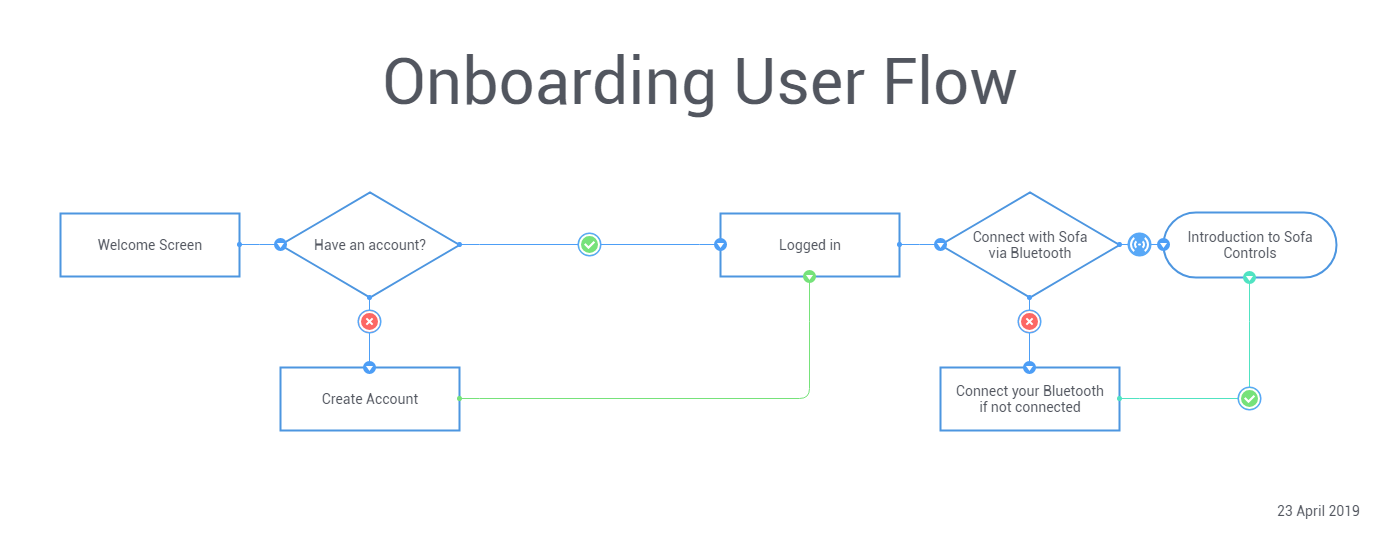 Onboarding User Flow
Welcome Screen
Have an account?
Logged in
Connect with Sofa
via Bluetooth
Introduction to Sofa
Controls
Create Account
Connect your Bluetooth
if not connected
23 April 2019